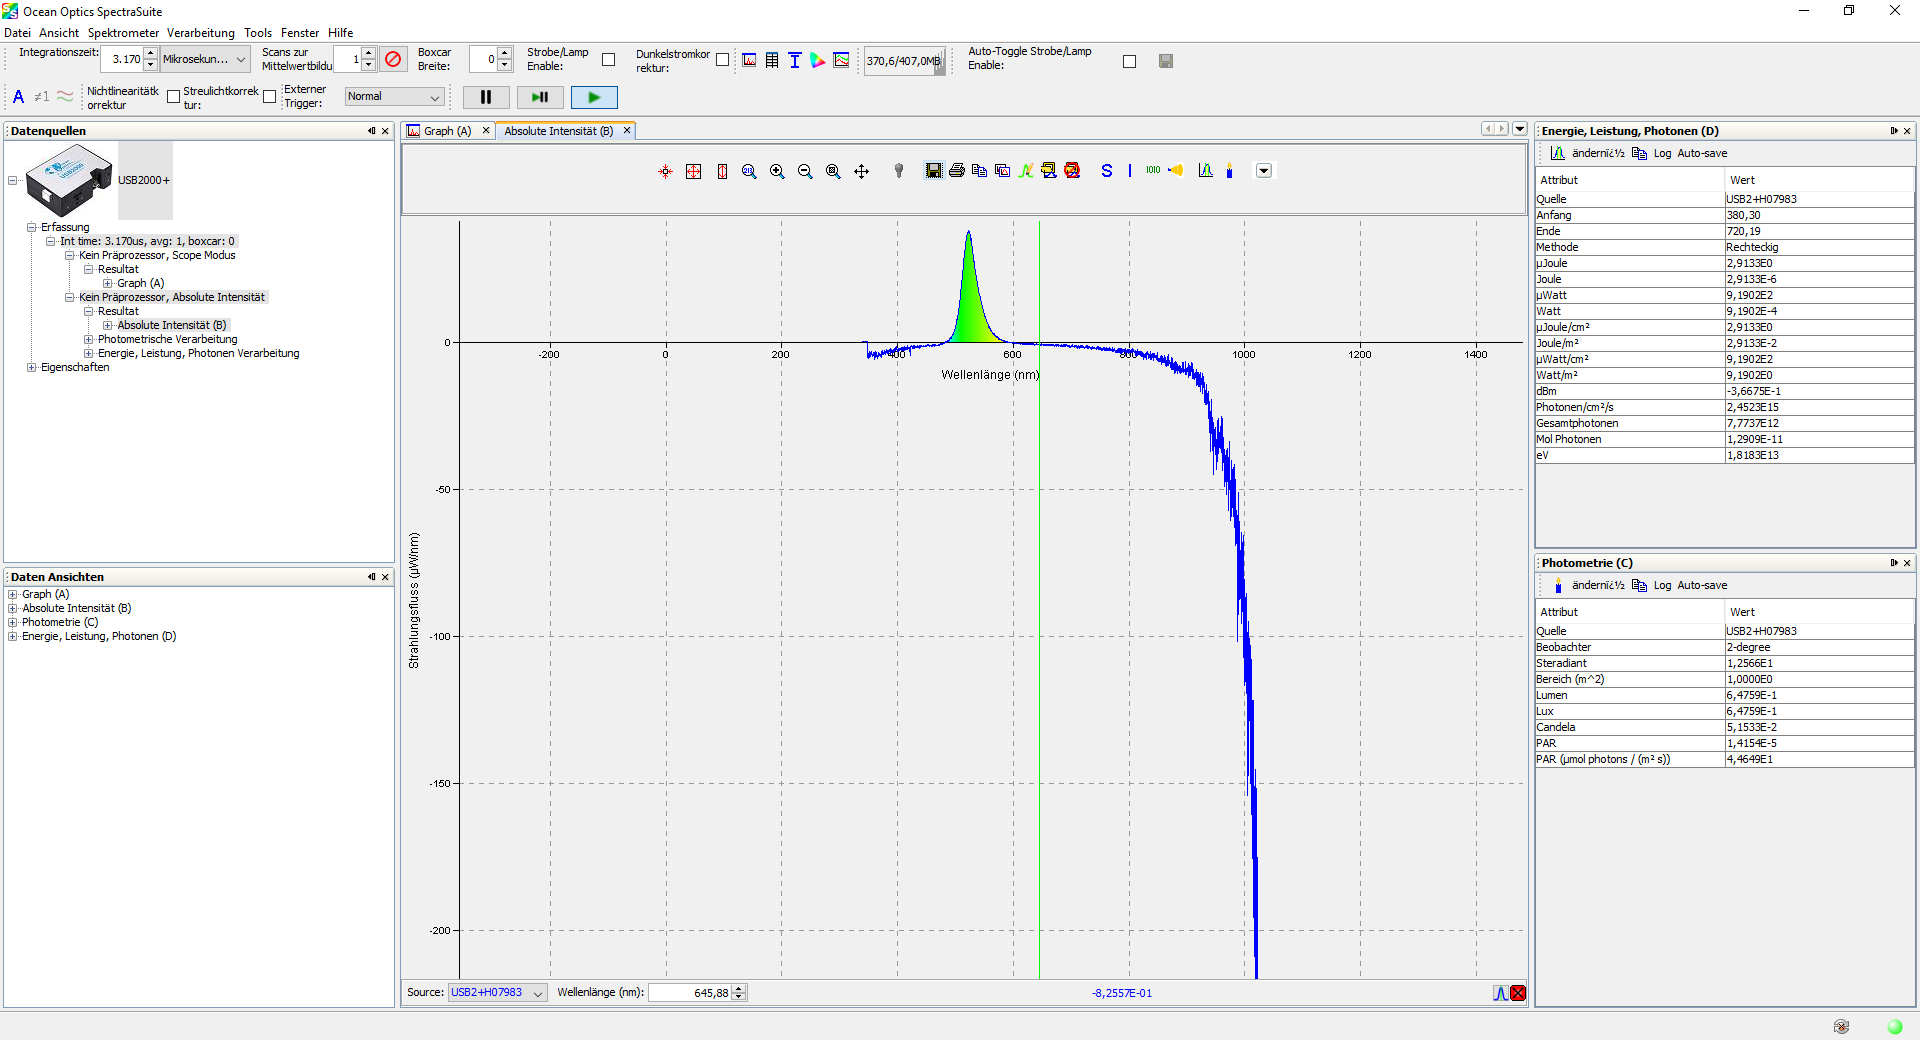 Ocean Optics SpectraSuite
Datei Ansicht Spektrometer Verarbeitung Tools Fenster Hilfe
Integrationszeit: 3.170 Mikrosekun... Scans zur Mittelwertbildu 1 Boxcar Breite: 0 Strobe/Lamp Enable: Dunkelstromkor rektur: 370,6/407,0MB Auto-Toggle Strobe/Lamp Enable:
A ≠1 Nichtlinearitätk orrektur Streulichtkorrek tur: Externer Trigger: Normal
Datenquellen
USB2000+
Erfassung
Int time: 3.170us, avg: 1, boxcar: 0
Kein Präprozessor, Scope Modus
Resultat
Graph (A)
Kein Präprozessor, Absolute Intensität
Resultat
Absolute Intensität (B)
Photometrische Verarbeitung
Energie, Leistung, Photonen Verarbeitung
Eigenschaften
Daten Ansichten
Graph (A)
Absolute Intensität (B)
Photometrie (C)
Energie, Leistung, Photonen (D)
Graph (A) Absolute Intensität (B)
S I 1010
0
-50
-100
-150
-200
-200 0 200 400 600 800 1000 1200 1400
Wellenlänge (nm)
Strahlungsfluss (µW/nm)
Source: USB2+H07983 Wellenlänge (nm): 645,88 -8,2557E-01
Energie, Leistung, Photonen (D)
ändernï¿½ Log Auto-save
Attribut Wert
Quelle USB2+H07983
Anfang 380,30
Ende 720,19
Methode Rechteckig
µJoule 2,9133E0
Joule 2,9133E-6
µWatt 9,1902E2
Watt 9,1902E-4
µJoule/cm² 2,9133E0
Joule/m² 2,9133E-2
µWatt/cm² 9,1902E2
Watt/m² 9,1902E0
dBm -3,6675E-1
Photonen/cm²/s 2,4523E15
Gesamtphotonen 7,7737E12
Mol Photonen 1,2909E-11
eV 1,8183E13
Photometrie (C)
ändernï¿½ Log Auto-save
Attribut Wert
Quelle USB2+H07983
Beobachter 2-degree
Steradiant 1,2566E1
Bereich (m^2) 1,0000E0
Lumen 6,4759E-1
Lux 6,4759E-1
Candela 5,1533E-2
PAR 1,4154E-5
PAR (µmol photons / (m² s)) 4,4649E1